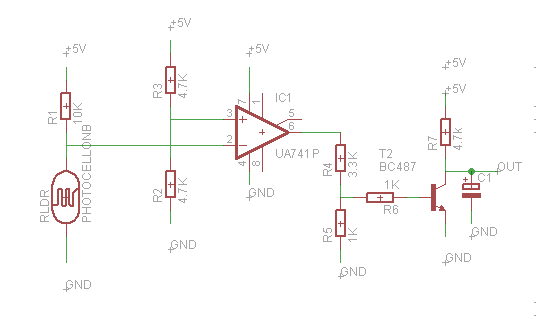 +5V
+5V
+5V
+5V
+5V
R1
10K
R3
4.7K
IC1
7
1
3
5
6
2
4
8
UA741P
R7
4.7k
RLDR
PHOTOCELLONB
R2
4.7K
R4
3.3K
T2
BC487
1K
R6
OUT
C1
R5
1K
GND
GND
GND
GND
GND
GND